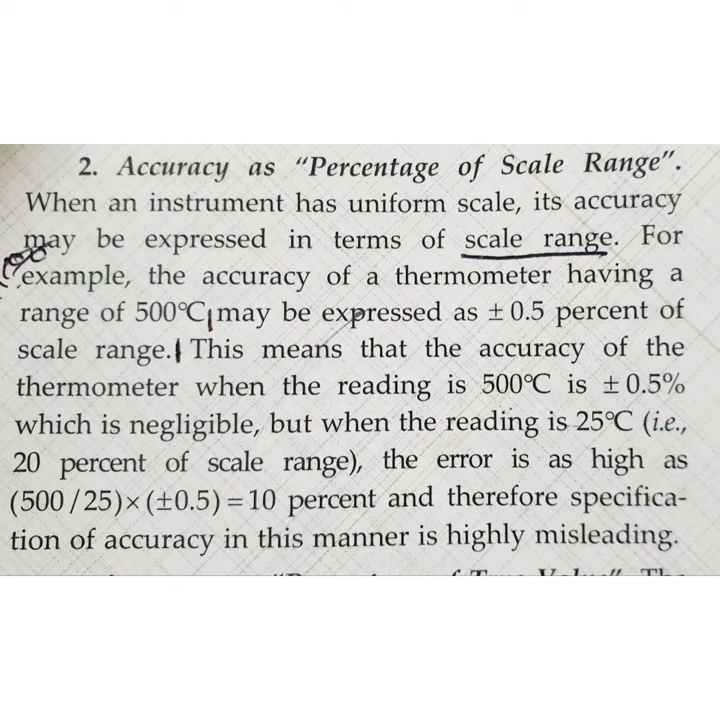 2. Accuracy as "Percentage of Scale Range".
When an instrument has uniform scale, its accuracy
may be expressed in terms of scale range. For
example, the accuracy of a thermometer having a
range of 500°C may be expressed as ± 0.5 percent of
scale range. This means that the accuracy of the
thermometer when the reading is 500°C is ± 0.5%
which is negligible, but when the reading is 25°C (i.e.,
20 percent of scale range), the error is as high as
(500/25)×(±0.5)=10 percent and therefore specifica-
tion of accuracy in this manner is highly misleading.